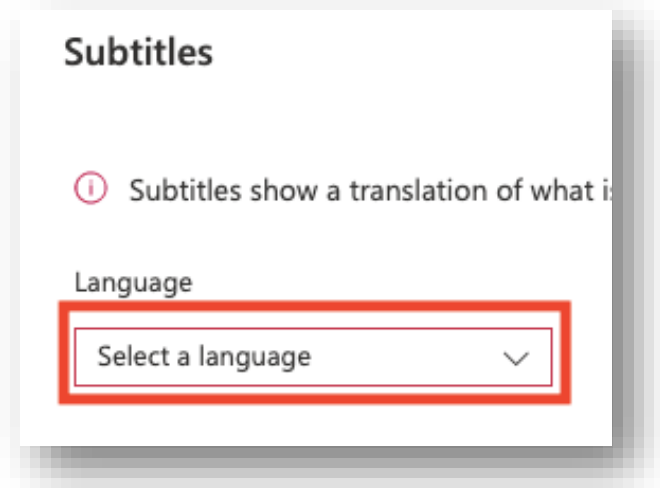 Subtitles
Subtitles show a translation of what
Language
Select a language